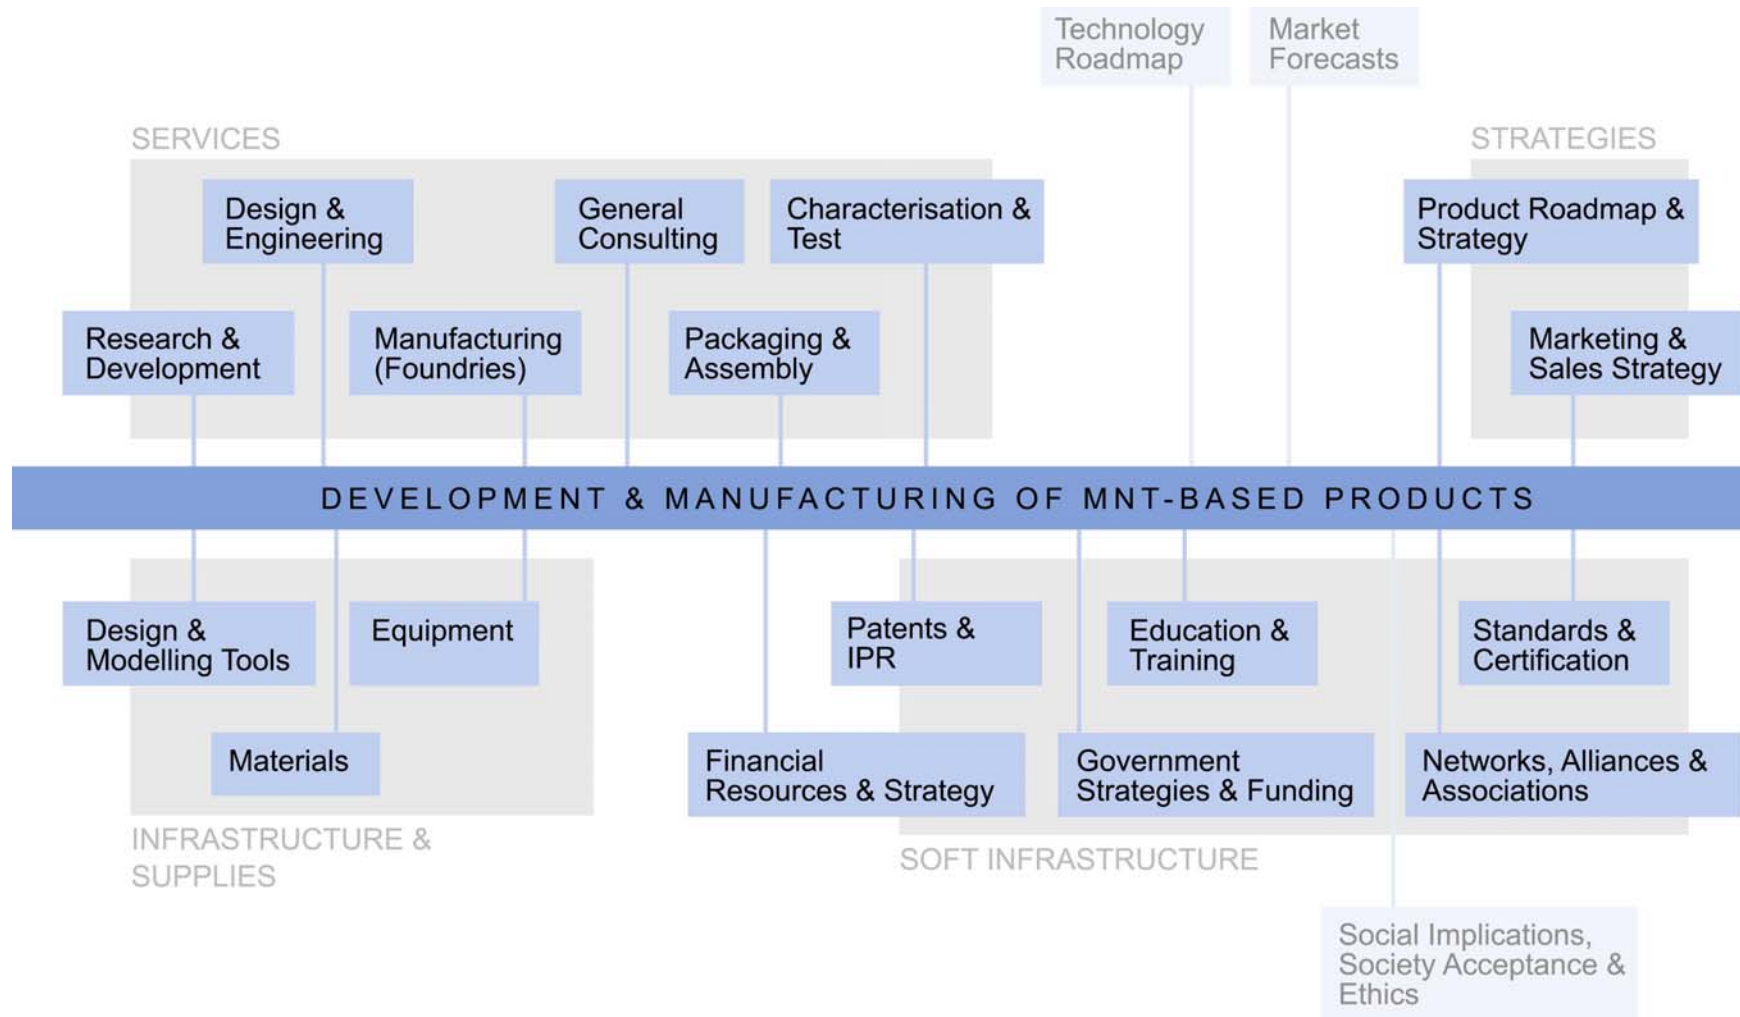 Technology
Roadmap
Market
Forecasts
SERVICES
STRATEGIES
Design &
Engineering
General
Consulting
Characterisation &
Test
Product Roadmap &
Strategy
Research &
Development
Manufacturing
(Foundries)
Packaging &
Assembly
Marketing &
Sales Strategy
DEVELOPMENT & MANUFACTURING OF MNT-BASED PRODUCTS
Design &
Modelling Tools
Equipment
Patents &
IPR
Education &
Training
Standards &
Certification
Materials
Financial
Resources & Strategy
Government
Strategies & Funding
Networks, Alliances &
Associations
INFRASTRUCTURE &
SUPPLIES
SOFT INFRASTRUCTURE
Social Implications,
Society Acceptance &
Ethics